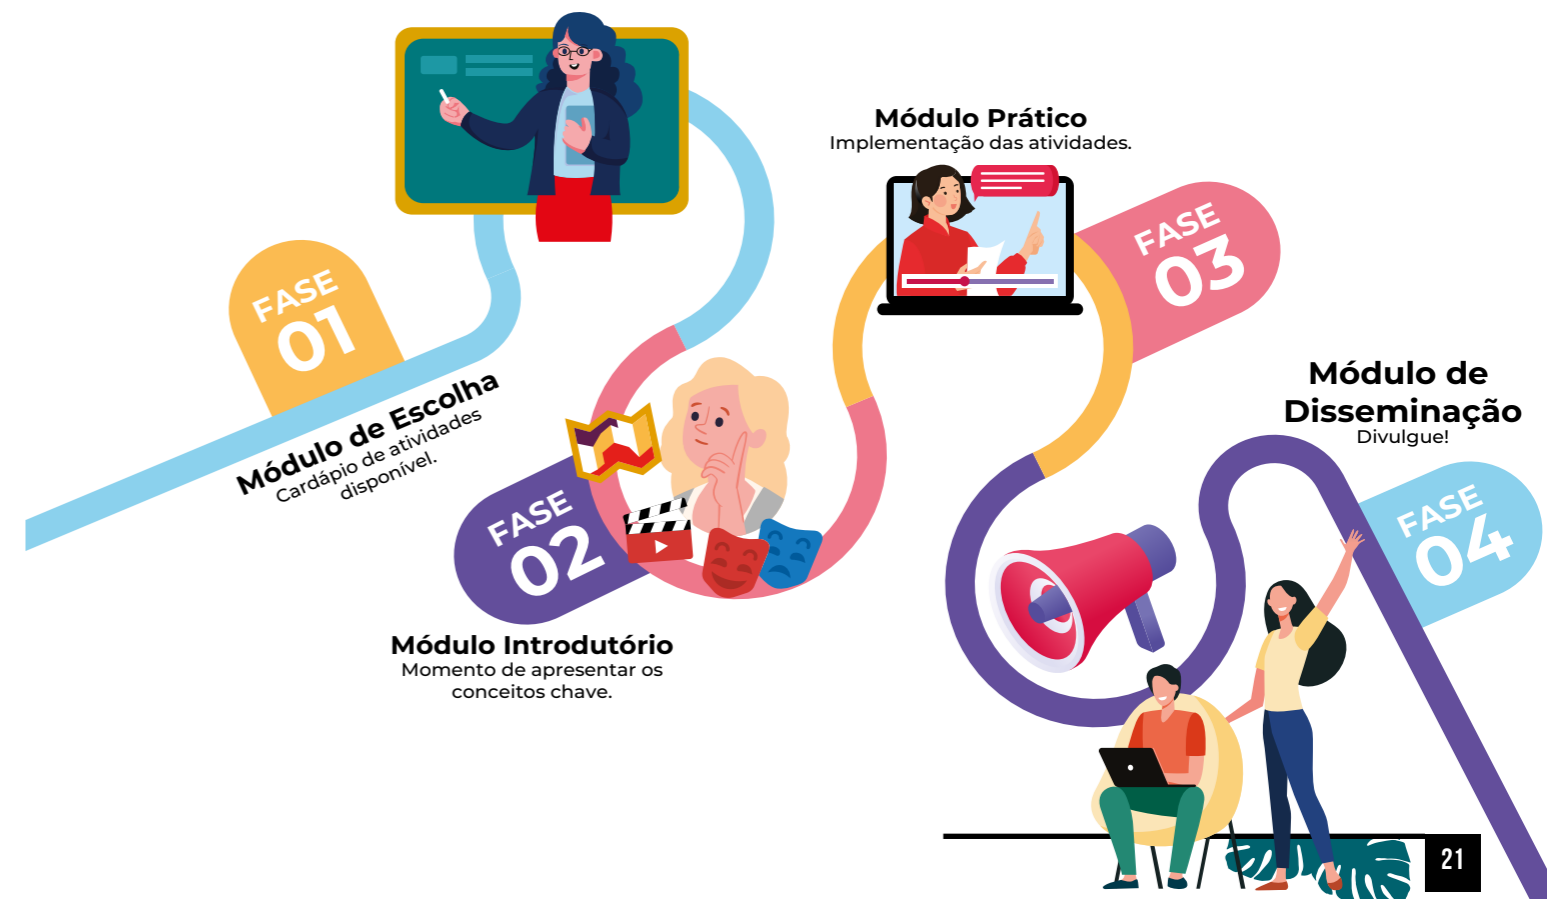 FASE
01
Módulo de Escolha
Cardápio de atividades
disponível.
FASE
02
Módulo Introdutório
Momento de apresentar os
conceitos chave.
Módulo Prático
Implementação das atividades.
FASE
03
Módulo de
Disseminação
Divulgue!
FASE
04
21